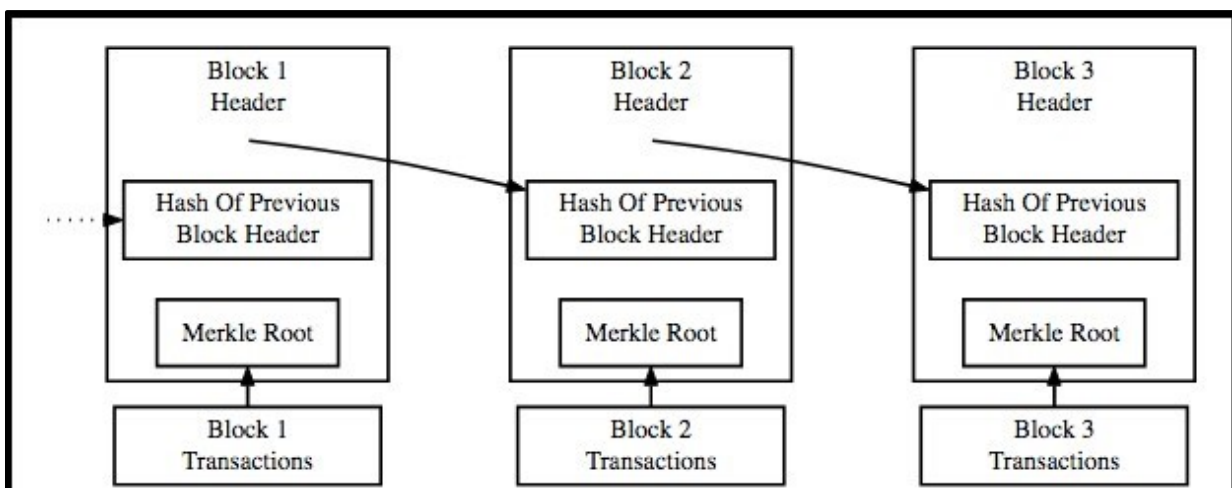 Block 1
Header
Hash Of Previous
Block Header
Merkle Root
Block 1
Transactions
Block 2
Header
Hash Of Previous
Block Header
Merkle Root
Block 2
Transactions
Block 3
Header
Hash Of Previous
Block Header
Merkle Root
Block 3
Transactions